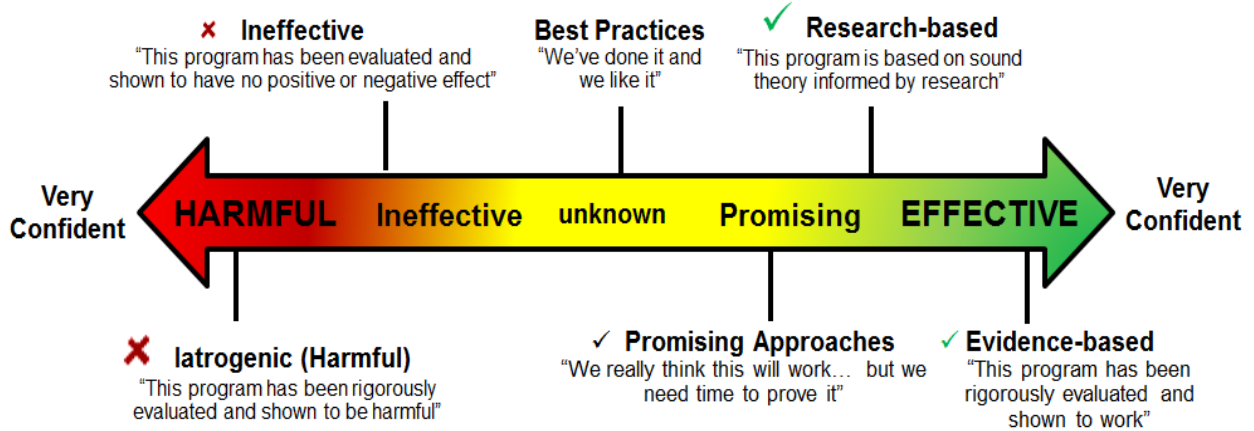 Ineffective
“This program has been evaluated and
shown to have no positive or negative effect”
Best Practices
“We’ve done it and
we like it”
Research-based
“This program is based on sound
theory informed by research”
Very
Confident
HARMFUL
Ineffective
unknown
Promising
EFFECTIVE
Very
Confident
Iatrogenic (Harmful)
“This program has been rigorously
evaluated and shown to be harmful”
Promising Approaches
“We really think this will work… but we
need time to prove it”
Evidence-based
“This program has been
rigorously evaluated and
shown to work”